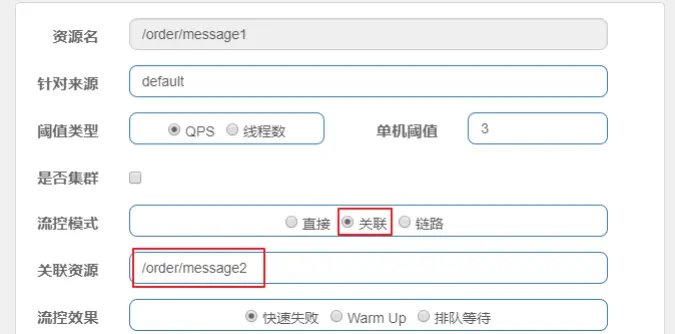 资源名 /order/message1
针对来源 default
阈值类型 QPS 线程数 单机阈值 3
是否集群
流控模式 直接 关联 链路
关联资源 /order/message2
流控效果 快速失败 Warm Up 排队等待